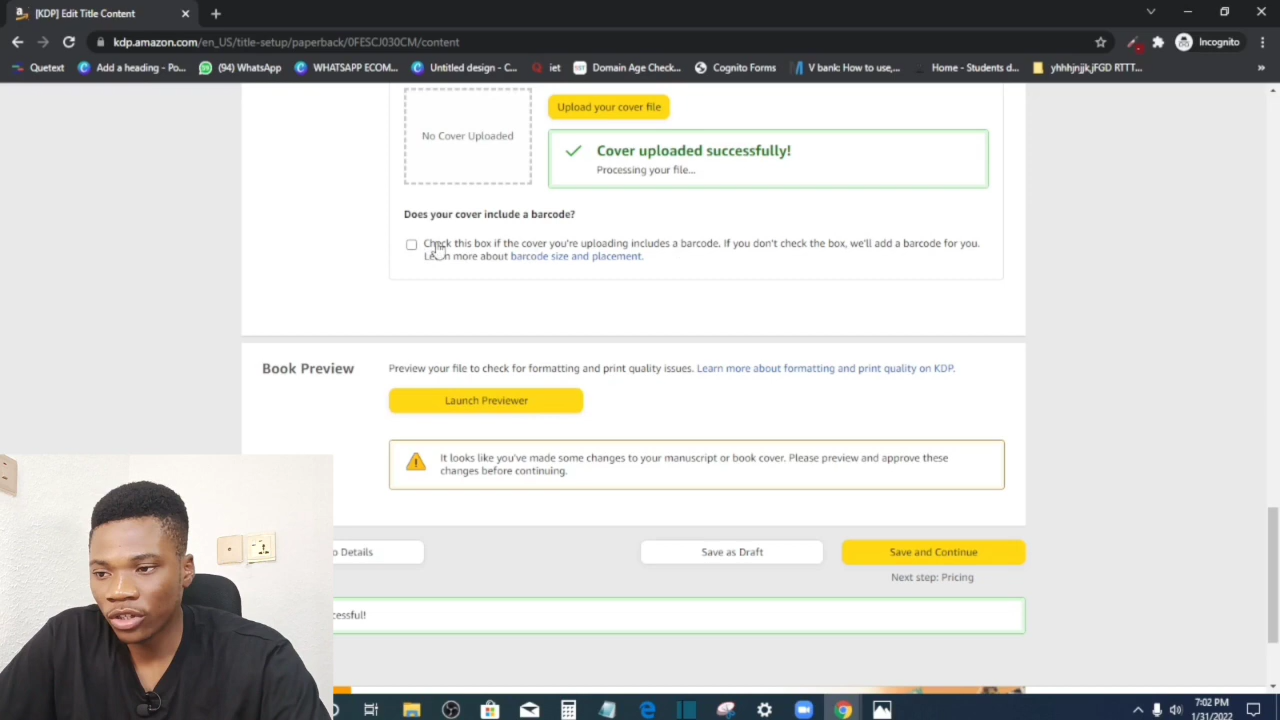 [KDP] Edit Title Content
kdp.amazon.com/en_US/title-setup/paperback/0FESCJ030CM/content
Incognito
Quetext
Add a heading - Po...
(94) WhatsApp
WHATSAPP ECOM...
Untitled design - C...
iet
Domain Age Check...
Cognito Forms
V bank: How to use,...
Home - Students d...
yhhhjnjjk,jFGD RTTT...
»
Upload your cover file
No Cover Uploaded
Cover uploaded successfully!
Processing your file...
Does your cover include a barcode?
Check this box if the cover you're uploading includes a barcode. If you don't check the box, we'll add a barcode for you.
Learn more about barcode size and placement.
Book Preview
Preview your file to check for formatting and print quality issues. Learn more about formatting and print quality on KDP.
Launch Previewer
It looks like you've made some changes to your manuscript or book cover. Please preview and approve these
changes before continuing.
o Details
Save as Draft
Save and Continue
Next step: Pricing
cessful!
7:02 PM
1/31/2022